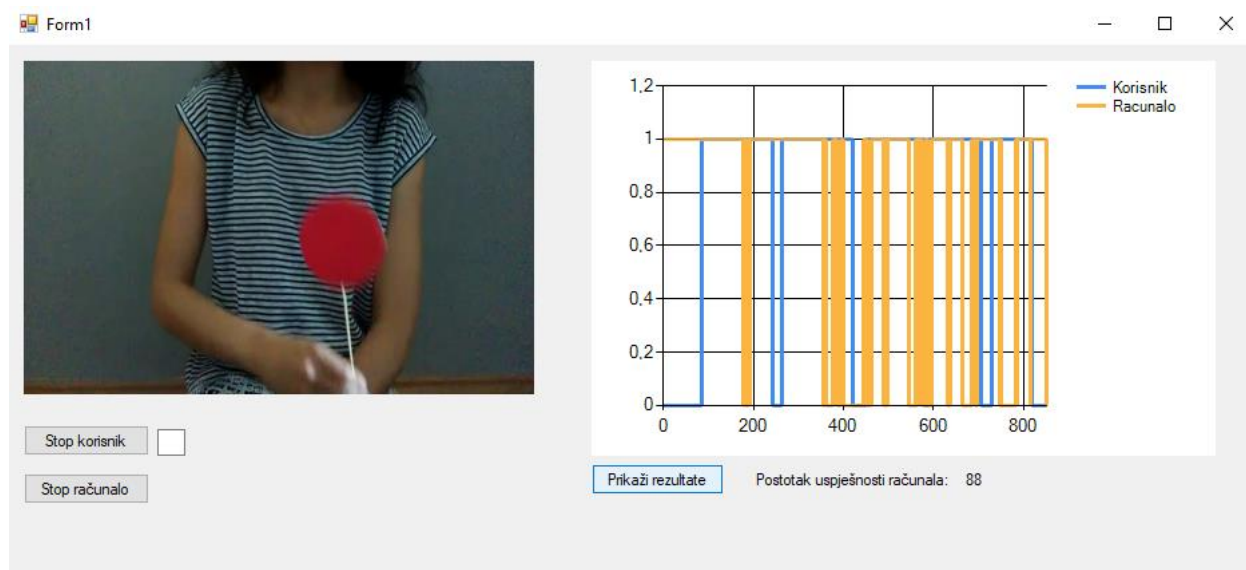 Form1
1,2
1
0,8
0,6
0,4
0,2
0
0 200 400 600 800
Korisnik
Racunalo
Stop korisnik
Stop računalo
Prikaži rezultate
Postotak uspješnosti računala: 88